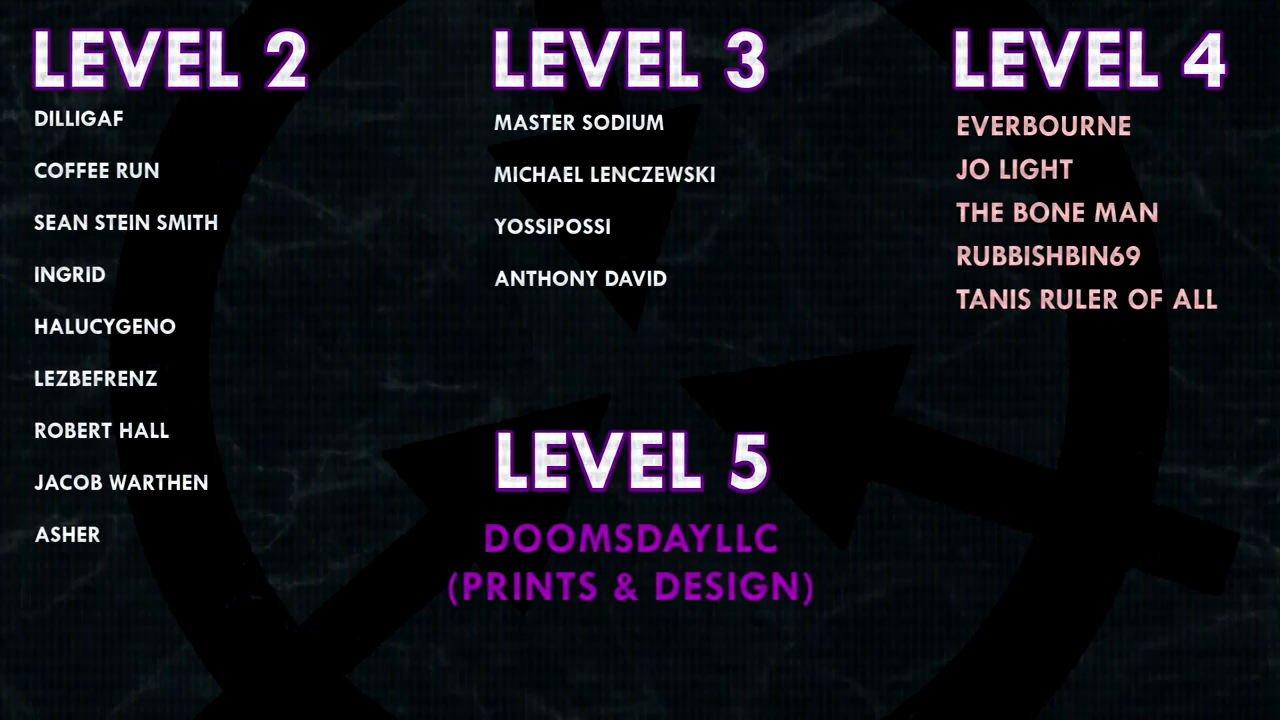 LEVEL 2
DILLIGAF
COFFEE RUN
SEAN STEIN SMITH
INGRID
HALUCYGENO
LEZBEFRENZ
ROBERT HALL
JACOB WARTHEN
ASHER
LEVEL 3
MASTER SODIUM
MICHAEL LENCZEWSKI
YOSSIPOSSI
ANTHONY DAVID
LEVEL 4
EVERBOURNE
JO LIGHT
THE BONE MAN
RUBBISHBIN69
TANIS RULER OF ALL
LEVEL 5
DOOMSDAYLLC
(PRINTS & DESIGN)